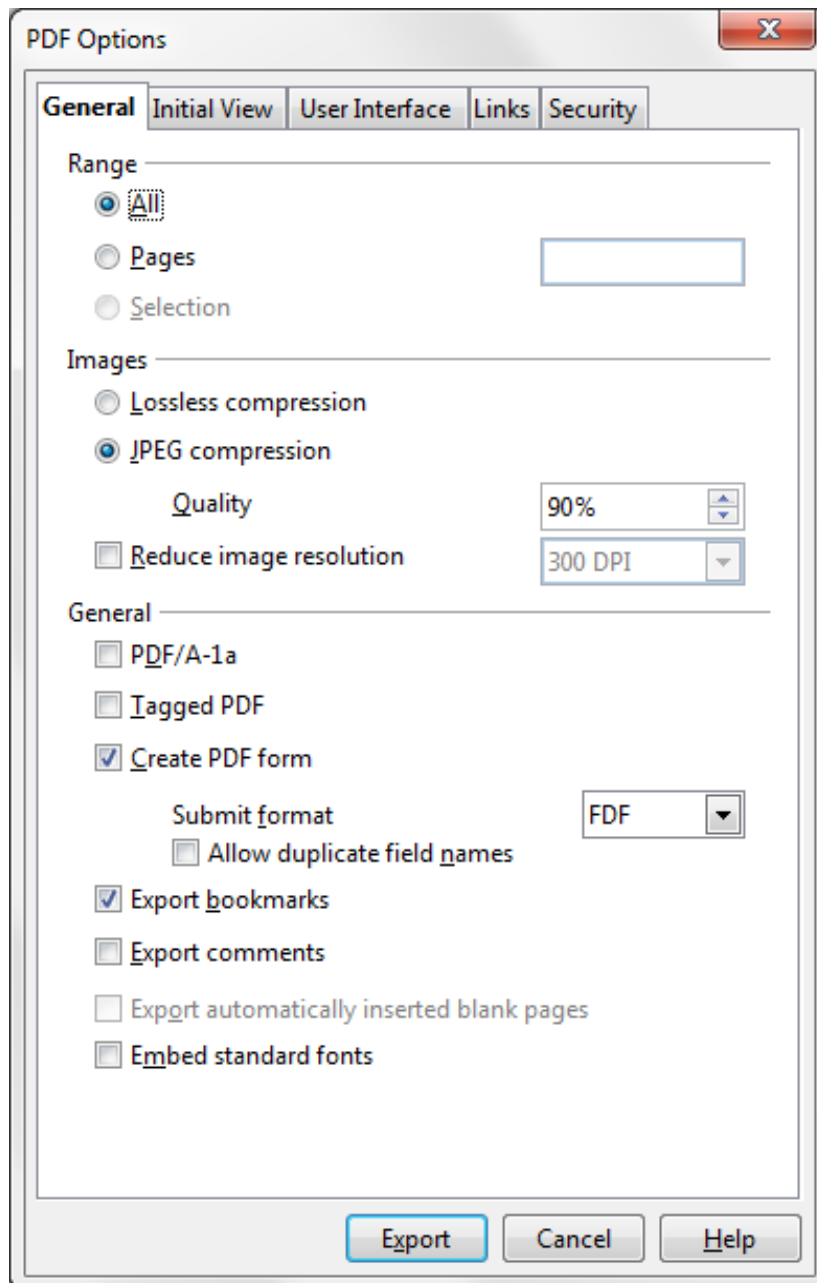 PDF Options
General Initial View User Interface Links Security
Range
All
Pages
Selection
Images
Lossless compression
JPEG compression
Quality 90%
Reduce image resolution 300 DPI
General
PDF/A-1a
Tagged PDF
Create PDF form
Submit format FDF
Allow duplicate field names
Export bookmarks
Export comments
Export automatically inserted blank pages
Embed standard fonts
Export Cancel Help